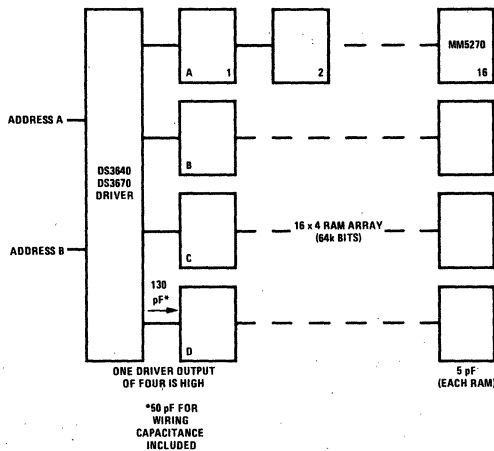 MM5270
A 1
2
16
ADDRESS A
B
DS3640
DS3670
DRIVER
16 x 4 RAM ARRAY
(64k BITS)
C
ADDRESS B
130
pF*
D
ONE DRIVER OUTPUT
OF FOUR IS HIGH
5 pF
(EACH RAM)
*50 pF FOR
WIRING
CAPACITANCE
INCLUDED